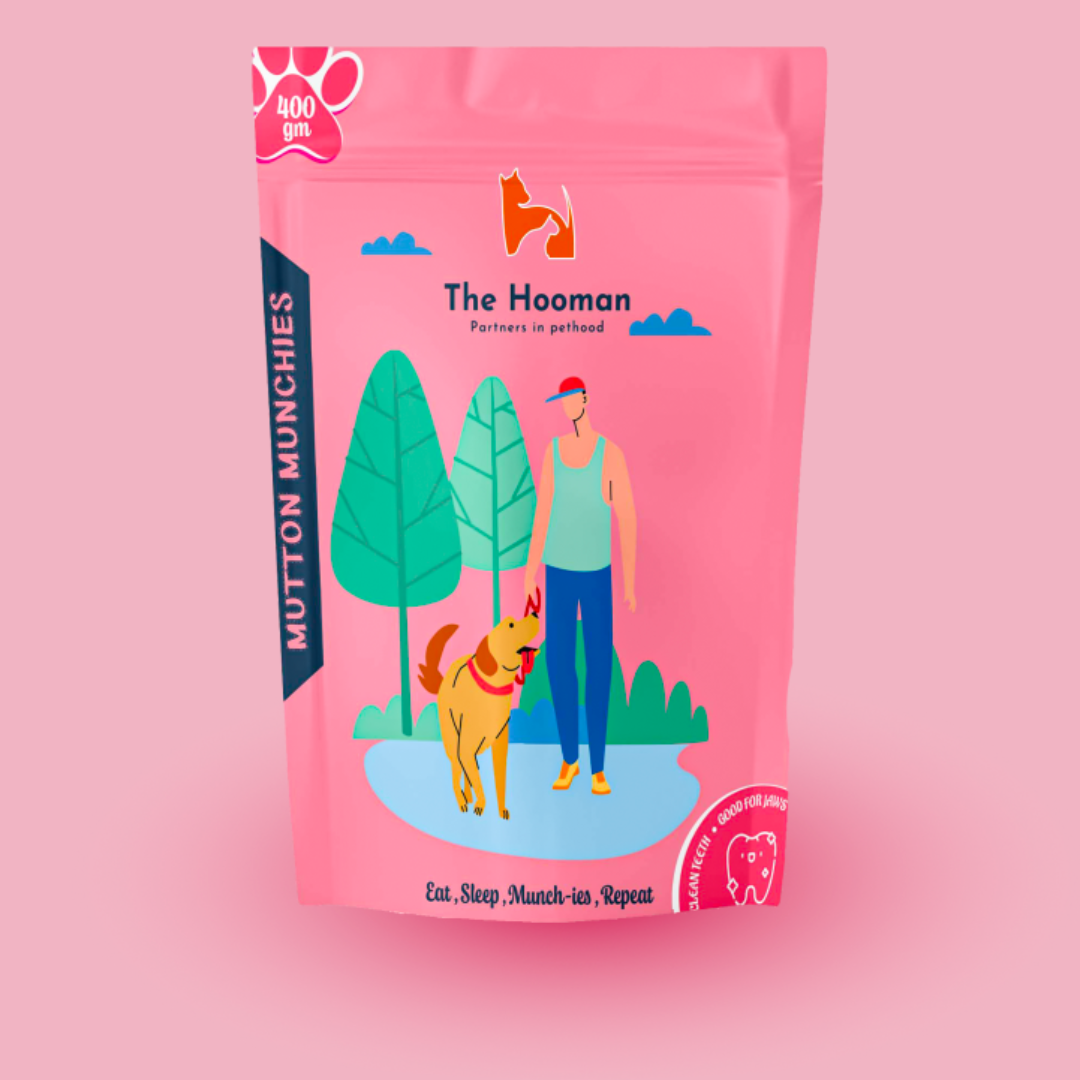 400
gm
The Hooman
Partners in pethood
MUTTON MUNCHIES
CLEAN TEETH • GOOD FOR JAWS
Eat , Sleep , Munch-ies , Repeat